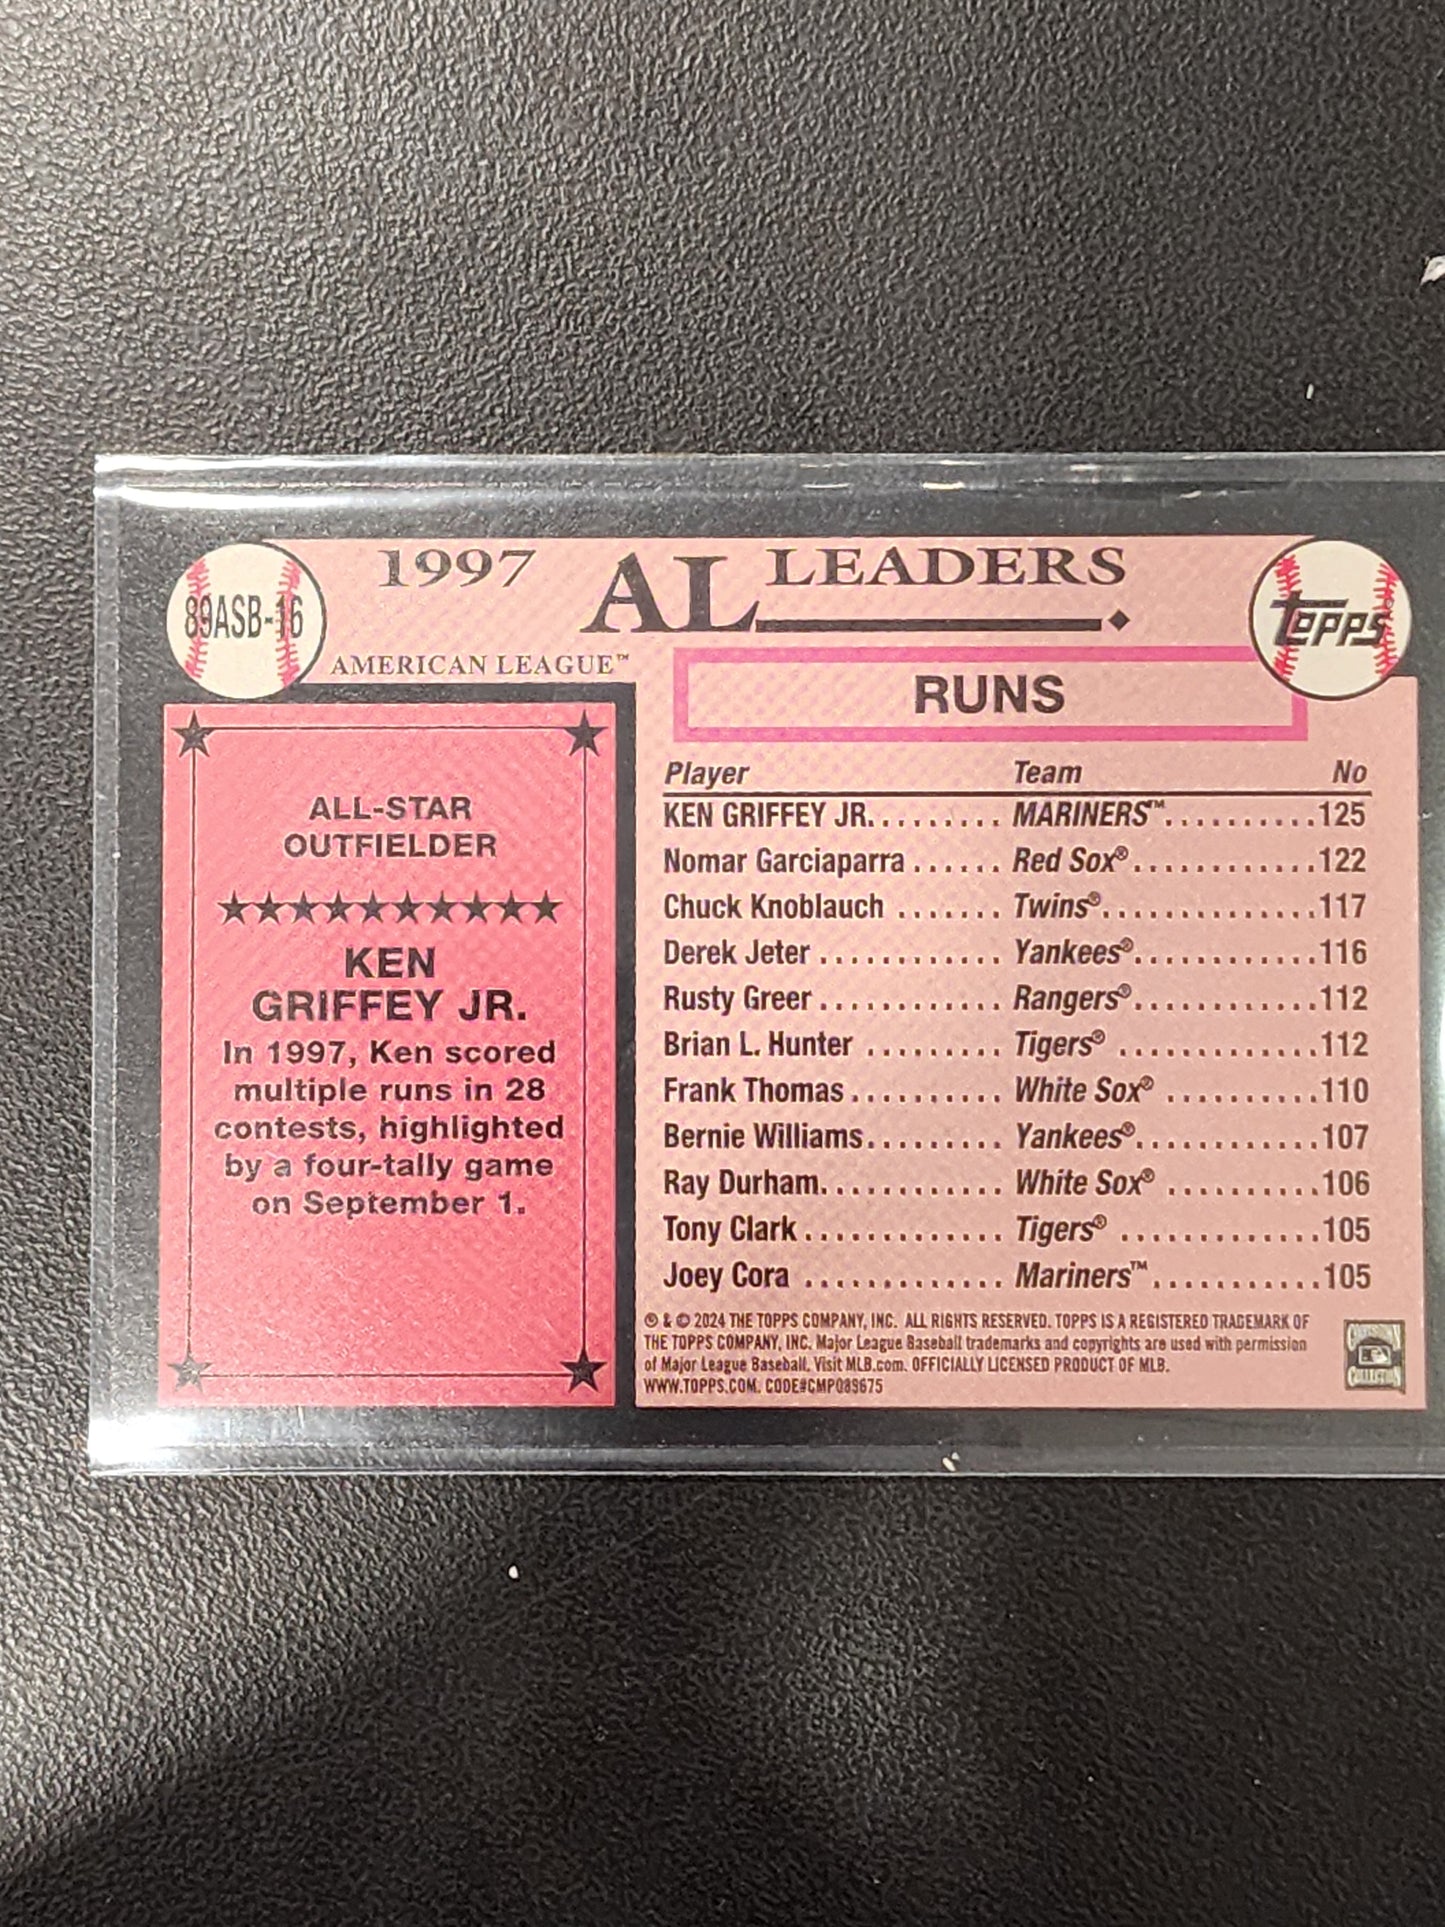 89ASB-16
1997 AL LEADERS
AMERICAN LEAGUE™
Topps®
ALL-STAR
OUTFIELDER
KEN
GRIFFEY JR.
In 1997, Ken scored
multiple runs in 28
contests, highlighted
by a four-tally game
on September 1.
RUNS
Player Team No
KEN GRIFFEY JR.......... MARINERS™..........125
Nomar Garciaparra ...... Red Sox®............122
Chuck Knoblauch ....... Twins®..............117
Derek Jeter ............ Yankees®............116
Rusty Greer ............ Rangers®............112
Brian L. Hunter ......... Tigers® .............112
Frank Thomas .......... White Sox® ..........110
Bernie Williams......... Yankees®............107
Ray Durham............ White Sox® ..........106
Tony Clark ............. Tigers® .............105
Joey Cora ............. Mariners™...........105
℗ & © 2024 THE TOPPS COMPANY, INC. ALL RIGHTS RESERVED. TOPPS IS A REGISTERED TRADEMARK OF
THE TOPPS COMPANY, INC. Major League Baseball trademarks and copyrights are used with permission
of Major League Baseball. Visit MLB.com. OFFICIALLY LICENSED PRODUCT OF MLB.
WWW.TOPPS.COM. CODE#CMP089675
COOPERSTOWN
COLLECTION